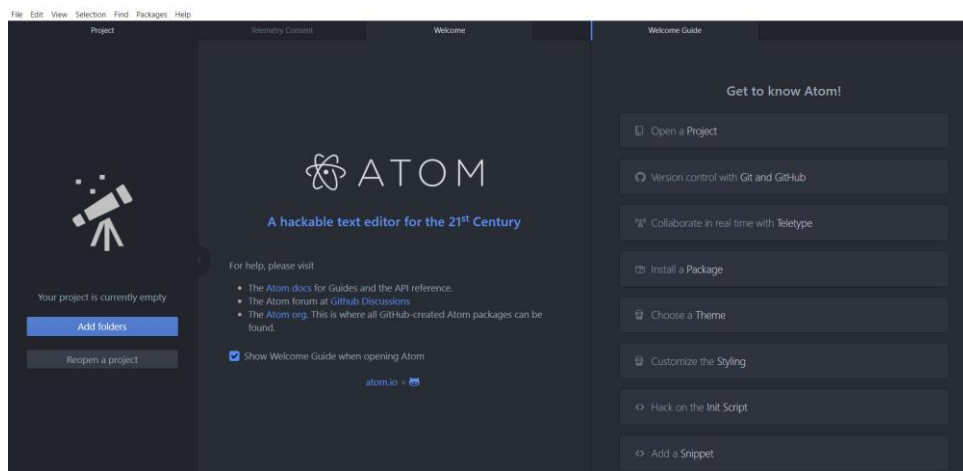 File Edit View Selection Find Packages Help
Project
Telemetry Consent
Welcome
Welcome Guide
Your project is currently empty
Add folders
Reopen a project
ATOM
A hackable text editor for the 21st Century
For help, please visit
• The Atom docs for Guides and the API reference.
• The Atom forum at Github Discussions
• The Atom org. This is where all GitHub-created Atom packages can be
found.
Show Welcome Guide when opening Atom
atom.io ×
Get to know Atom!
Open a Project
Version control with Git and GitHub
Collaborate in real time with Teletype
Install a Package
Choose a Theme
Customize the Styling
Hack on the Init Script
Add a Snippet